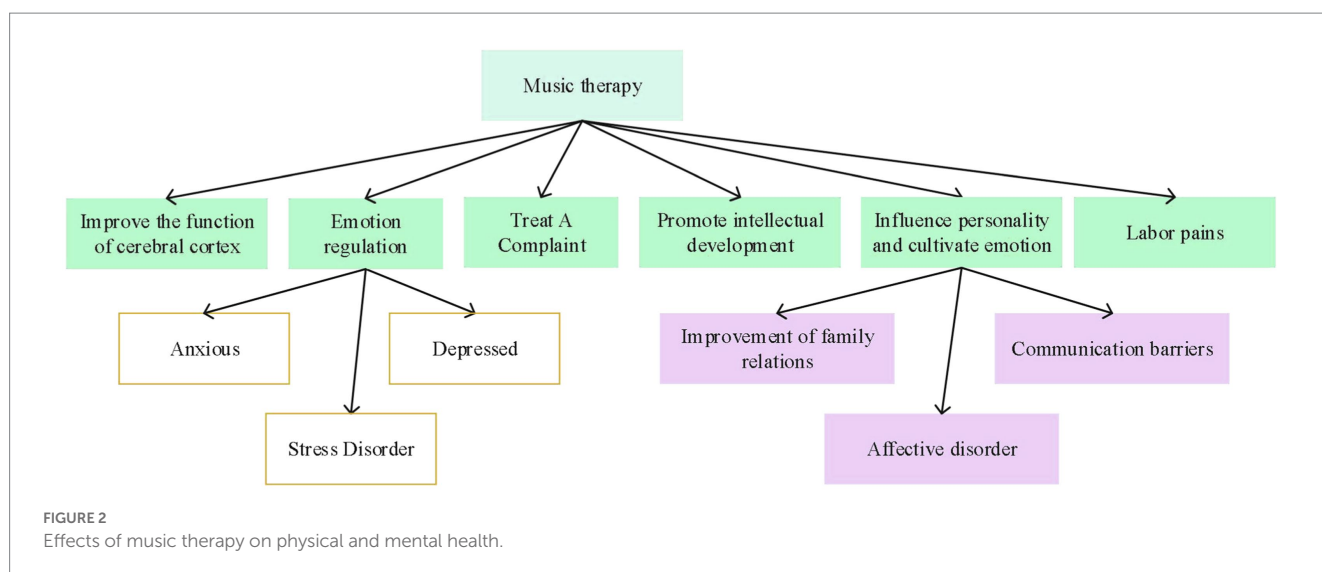 Music therapy
Improve the function
of cerebral cortex
Emotion
regulation
Treat A
Complaint
Promote intellectual
development
Influence personality
and cultivate emotion
Labor pains
Anxious
Depressed
Stress Disorder
Improvement of family
relations
Communication barriers
Affective disorder
FIGURE 2
Effects of music therapy on physical and mental health.